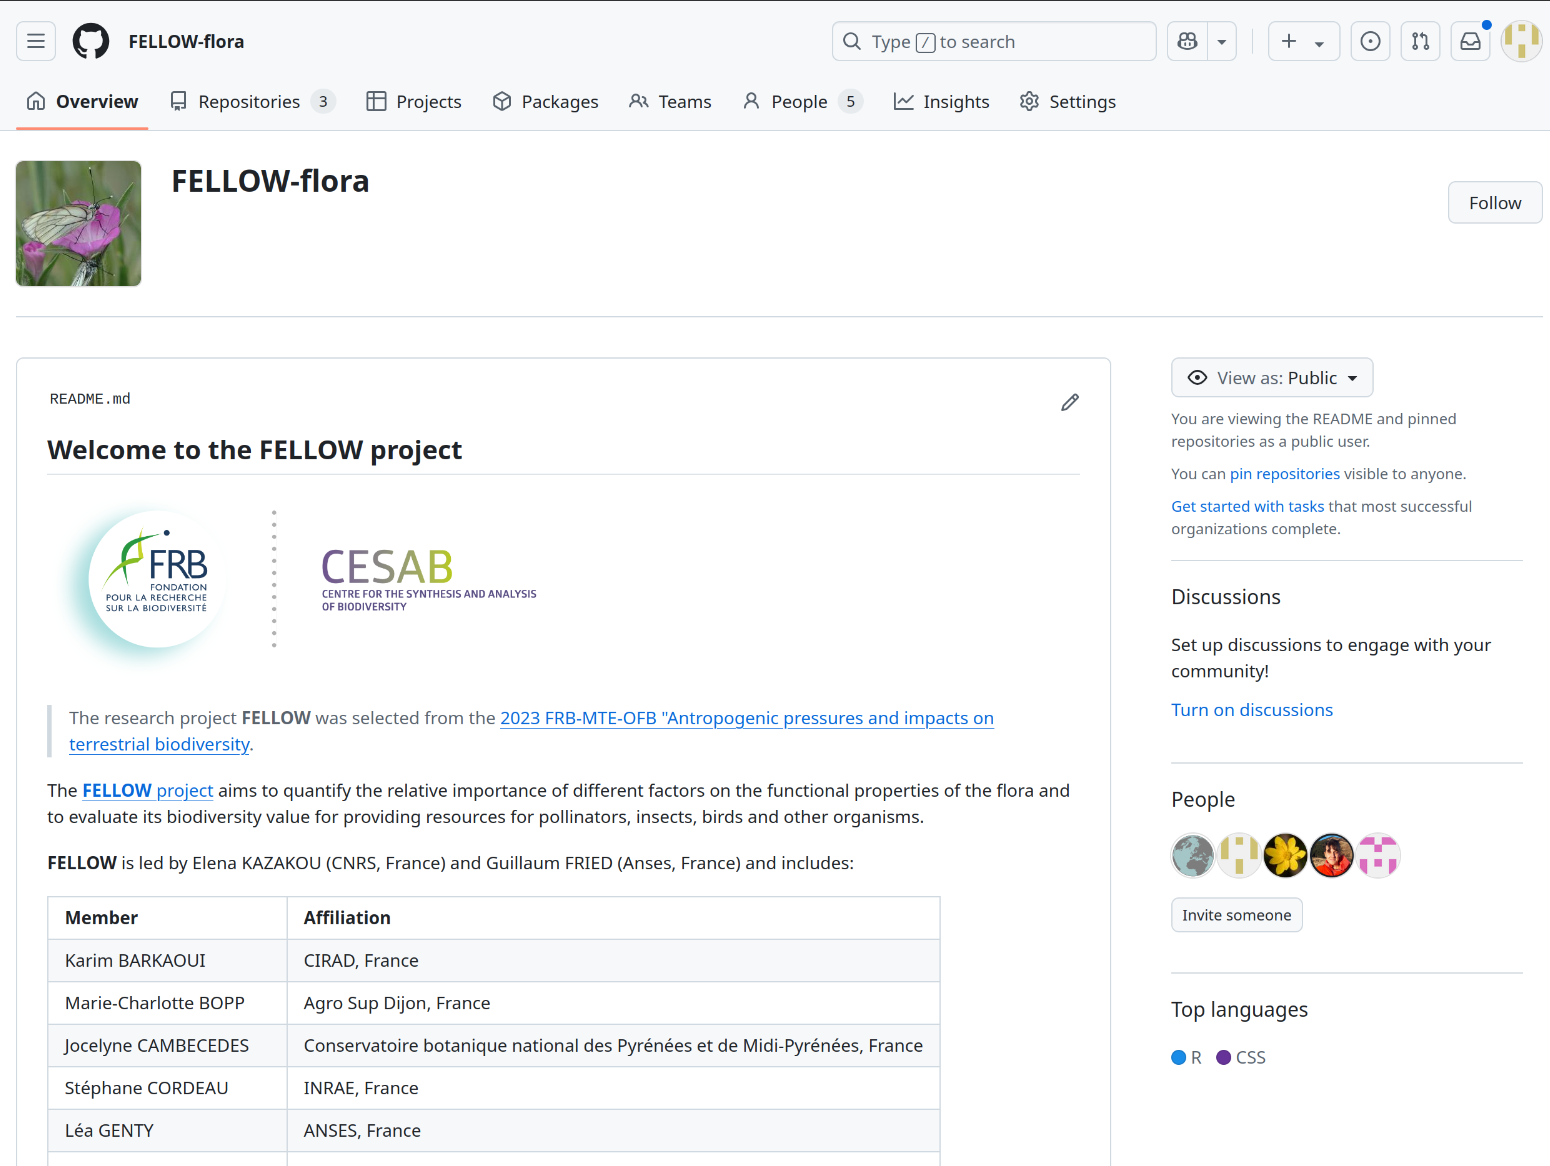 FELLOW-flora
Type / to search
Overview
Repositories 3
Projects
Packages
Teams
People 5
Insights
Settings
FELLOW-flora
Follow
README.md
Welcome to the FELLOW project
FRB
FONDATION
POUR LA RECHERCHE
SUR LA BIODIVERSITÉ
CESAB
CENTRE FOR THE SYNTHESIS AND ANALYSIS
OF BIODIVERSITY
The research project FELLOW was selected from the 2023 FRB-MTE-OFB "Antropogenic pressures and impacts on
terrestrial biodiversity.
The FELLOW project aims to quantify the relative importance of different factors on the functional properties of the flora and
to evaluate its biodiversity value for providing resources for pollinators, insects, birds and other organisms.
FELLOW is led by Elena KAZAKOU (CNRS, France) and Guillaum FRIED (Anses, France) and includes:
Member Affiliation
Karim BARKAOUI CIRAD, France
Marie-Charlotte BOPP Agro Sup Dijon, France
Jocelyne CAMBECEDES Conservatoire botanique national des Pyrénées et de Midi-Pyrénées, France
Stéphane CORDEAU INRAE, France
Léa GENTY ANSES, France
View as: Public
You are viewing the README and pinned
repositories as a public user.
You can pin repositories visible to anyone.
Get started with tasks that most successful
organizations complete.
Discussions
Set up discussions to engage with your
community!
Turn on discussions
People
Invite someone
Top languages
R CSS